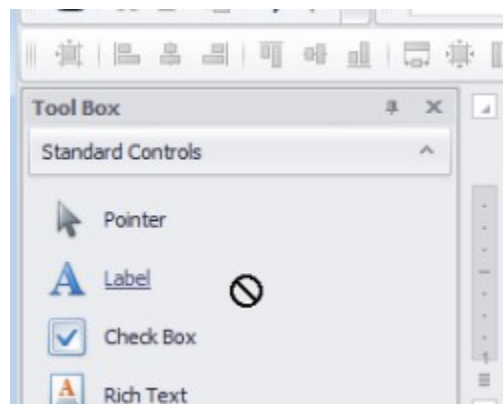 Tool Box
Standard Controls
Pointer
Label
Check Box
Rich Text